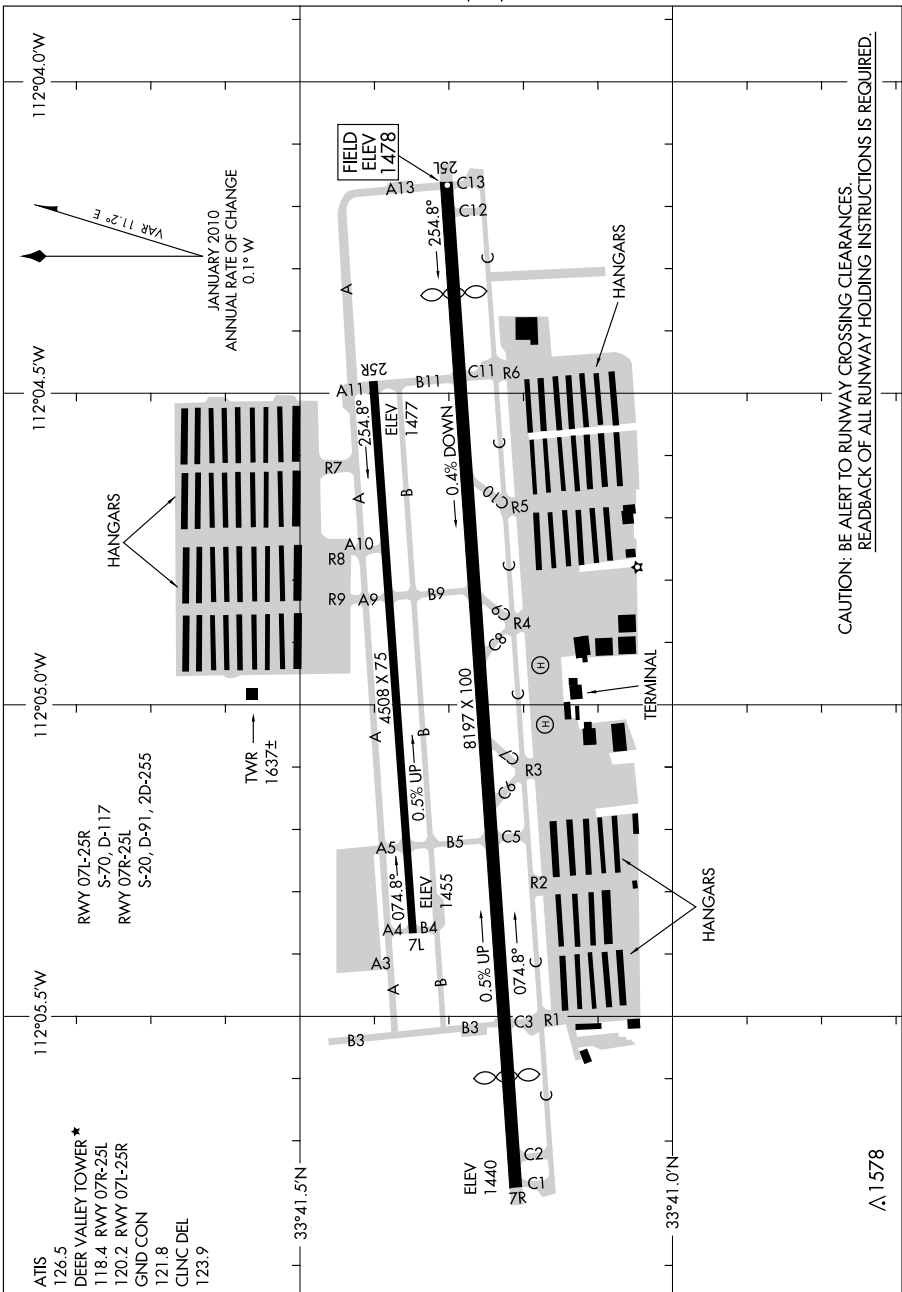 ATIS
126.5
DEER VALLEY TOWER★
118.4 RWY 07R-25L
120.2 RWY 07L-25R
GND CON
121.8
CLNC DEL
123.9
RWY 07L-25R
S-70, D-117
RWY 07R-25L
S-20, D-91, 2D-255
112°05.5'W
112°05.0'W
112°04.5'W
112°04.0'W
33°41.5'N
33°41.0'N
VAR 11.2° E
JANUARY 2010
ANNUAL RATE OF CHANGE
0.1° W
HANGARS
TWR
1637±
FIELD
ELEV
1478
R9
R8
R7
A
A
A
A
A3
A4
A5
A9
A10
A11
A13
7L
074.8°
4508 X 75
254.8°
25R
ELEV
1455
0.5% UP
ELEV
1477
B
B
B
B3
B3
B4
B5
B9
B11
ELEV
1440
7R
0.5% UP
074.8°
8197 X 100
0.4% DOWN
254.8°
25L
C1
C2
C3
C5
C6
C7
C8
C9
C10
C11
C12
C13
C
C
C
C
C
C
R1
R2
R3
R4
R5
R6
H
H
HANGARS
TERMINAL
HANGARS
CAUTION: BE ALERT TO RUNWAY CROSSING CLEARANCES.
READBACK OF ALL RUNWAY HOLDING INSTRUCTIONS IS REQUIRED.
A1578